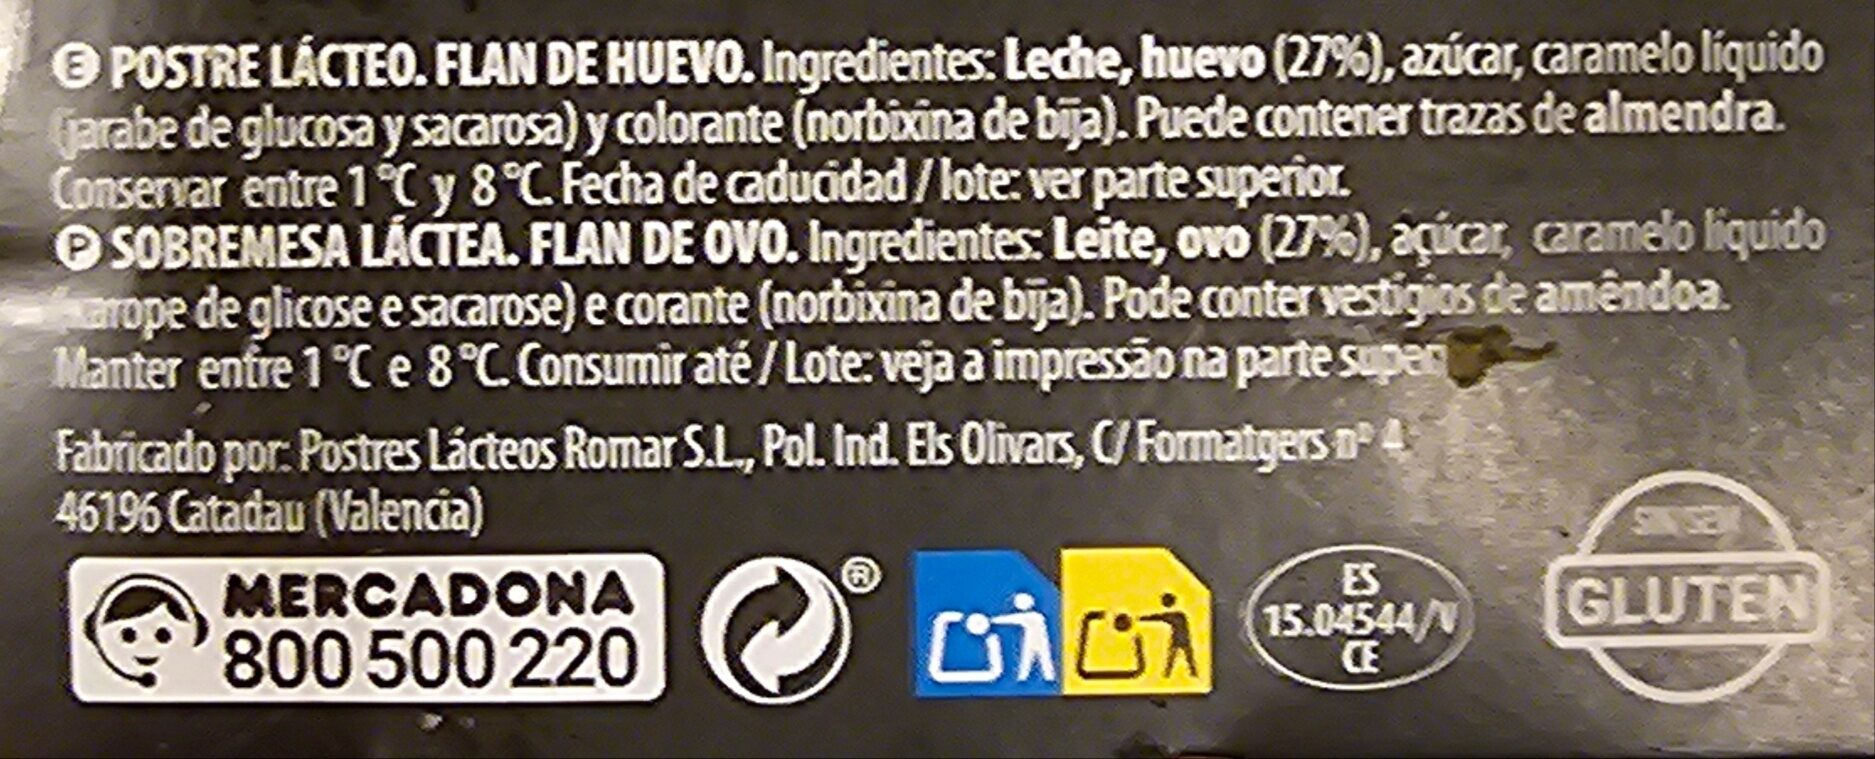 E POSTRE LÁCTEO. FLAN DE HUEVO. Ingredientes: Leche, huevo (27%), azúcar, caramelo líquido
(jarabe de glucosa y sacarosa) y colorante (norbixina de bija). Puede contener trazas de almendra.
Conservar entre 1 °C y 8 °C. Fecha de caducidad / lote: ver parte superior.
P SOBREMESA LÁCTEA. FLAN DE OVO. Ingredientes: Leite, ovo (27%), açúcar, caramelo líquido
(xarope de glicose e sacarose) e corante (norbixina de bija). Pode conter vestígios de amêndoa.
Manter entre 1 °C e 8 °C. Consumir até / Lote: veja a impressão na parte
Fabricado por: Postres Lácteos Romar S.L., Pol. Ind. Els Olivars, C/ Formatgers nº 4
46196 Catadau (Valencia)
MERCADONA
800 500 220
®
ES
15.04544/V
CE
SIN/SEM
GLUTEN